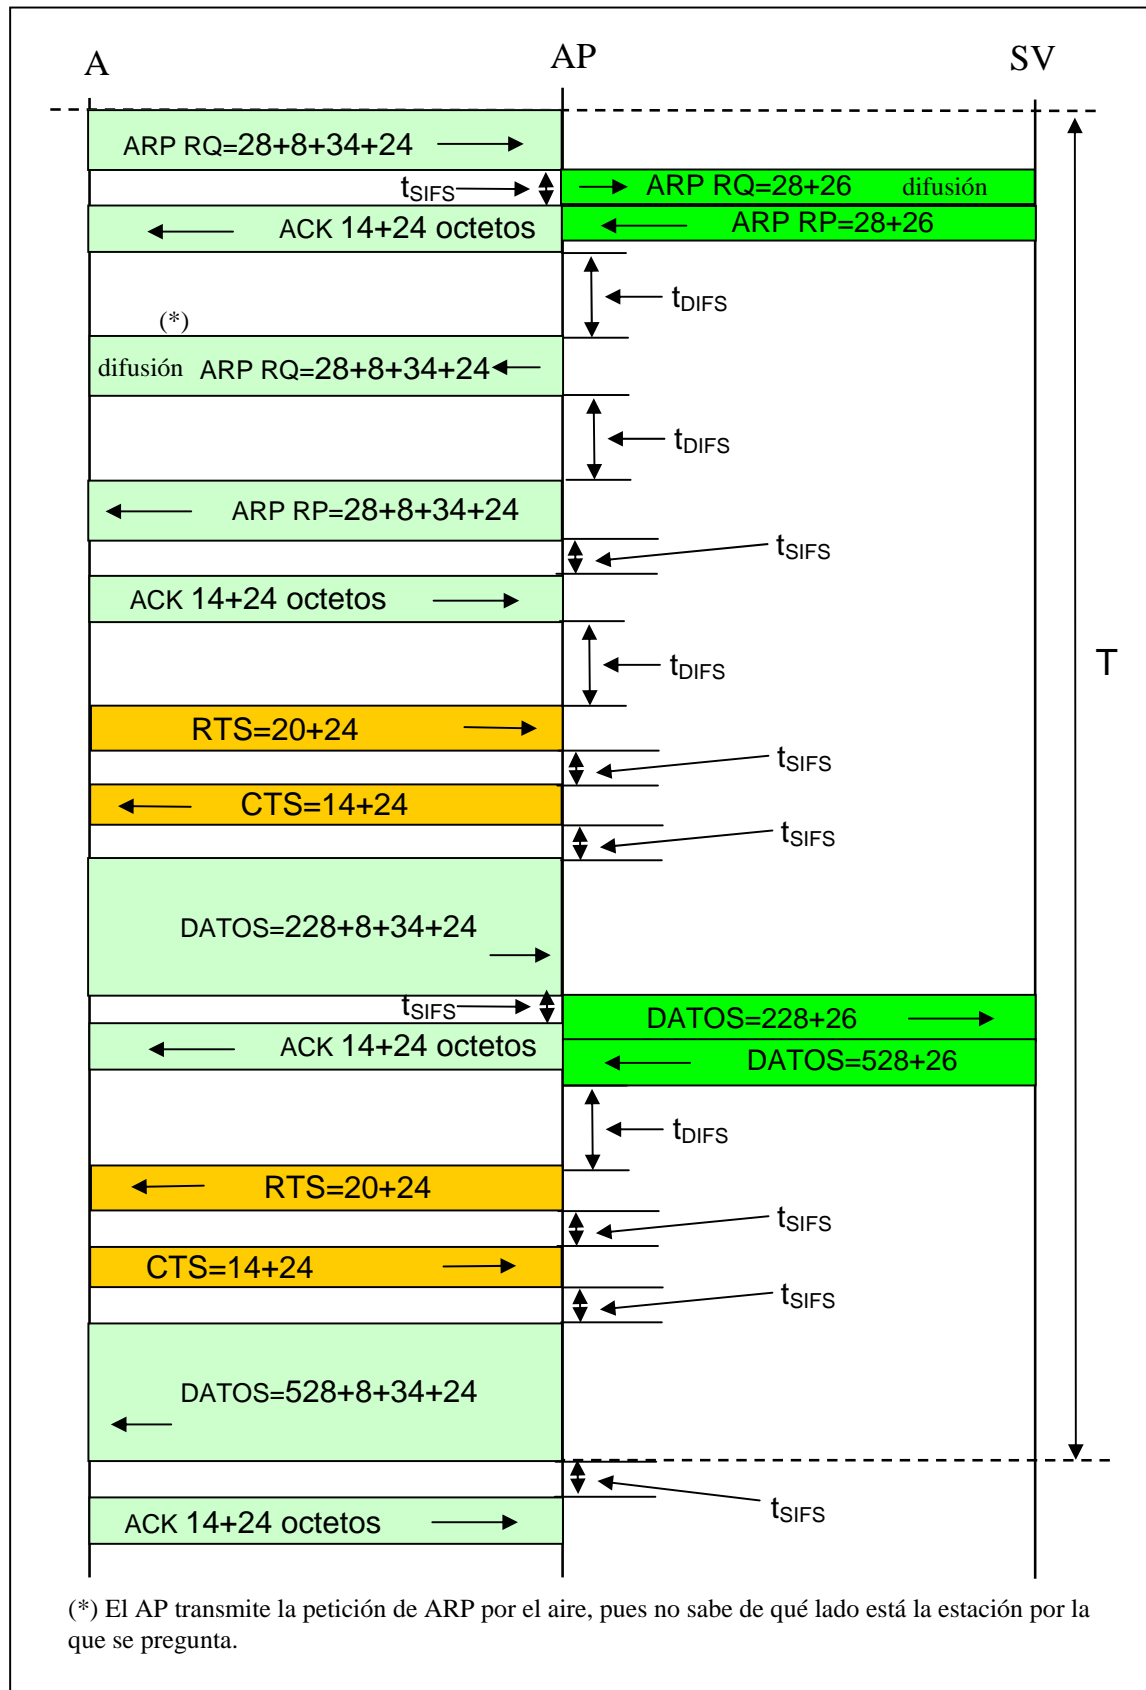 A
AP
SV
ARP RQ=28+8+34+24
tSIFS
ARP RQ=28+26 difusión
ACK 14+24 octetos
ARP RP=28+26
tDIFS
(*)
difusión ARP RQ=28+8+34+24
tDIFS
ARP RP=28+8+34+24
tSIFS
ACK 14+24 octetos
tDIFS
T
RTS=20+24
tSIFS
CTS=14+24
tSIFS
DATOS=228+8+34+24
tSIFS
DATOS=228+26
ACK 14+24 octetos
DATOS=528+26
tDIFS
RTS=20+24
tSIFS
CTS=14+24
tSIFS
DATOS=528+8+34+24
tSIFS
ACK 14+24 octetos
(*) El AP transmite la petición de ARP por el aire, pues no sabe de qué lado está la estación por la
que se pregunta.